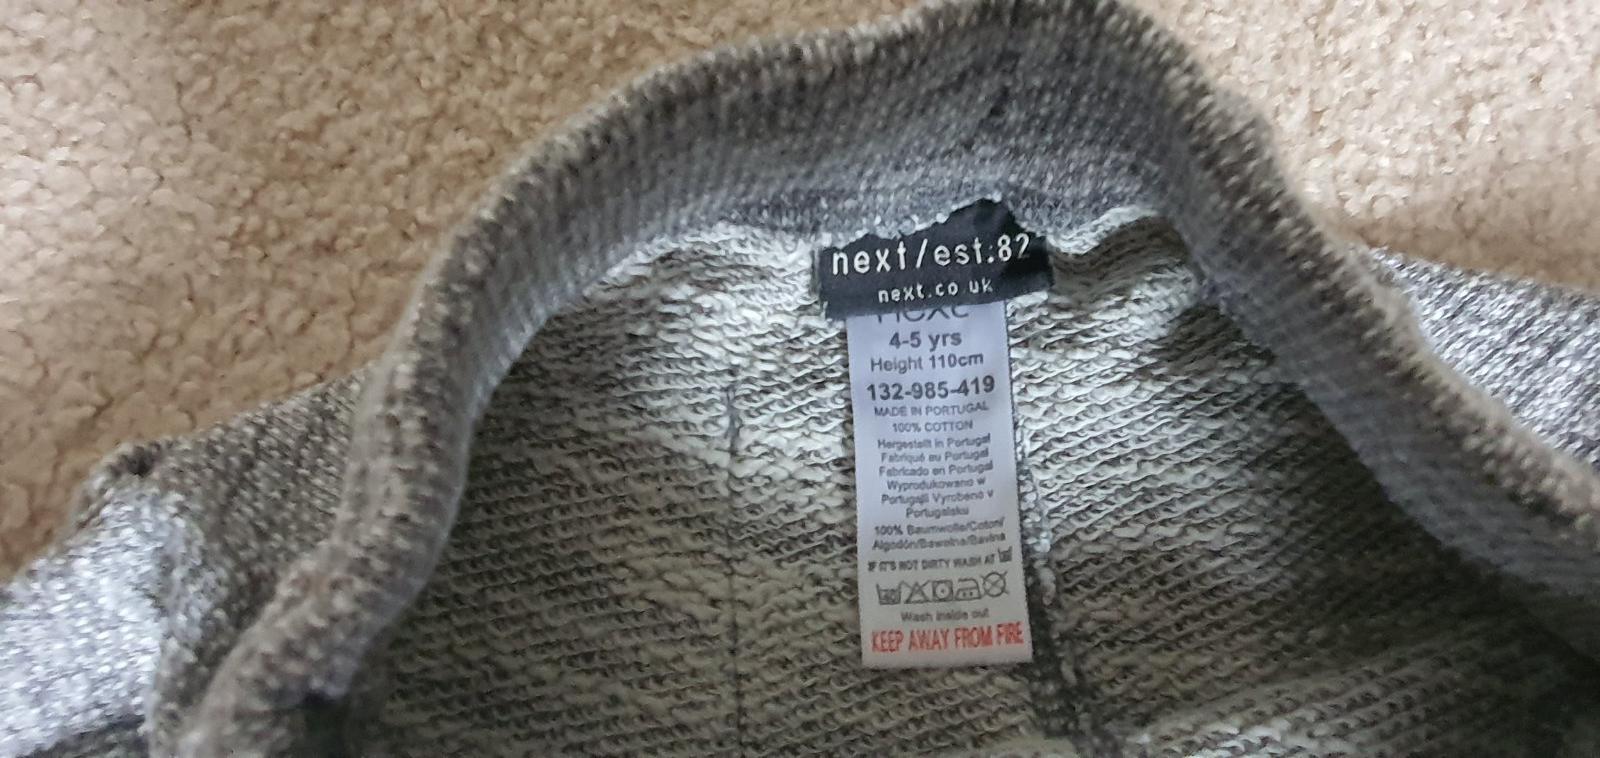 next/est:82
next.co.uk
next
4-5 yrs
Height 110cm
132-985-419
MADE IN PORTUGAL
100% COTTON
Hergestellt in Portugal
Fabriqué au Portugal
Fabricado en Portugal
Wyprodukowano w
Portugalii Vyrobeno v
Portugalsku
100% Baumwolle/Coton/
Algodón/Bawełna/Bavlna
IF IT'S NOT DIRTY WASH AT
Wash inside out
KEEP AWAY FROM FIRE